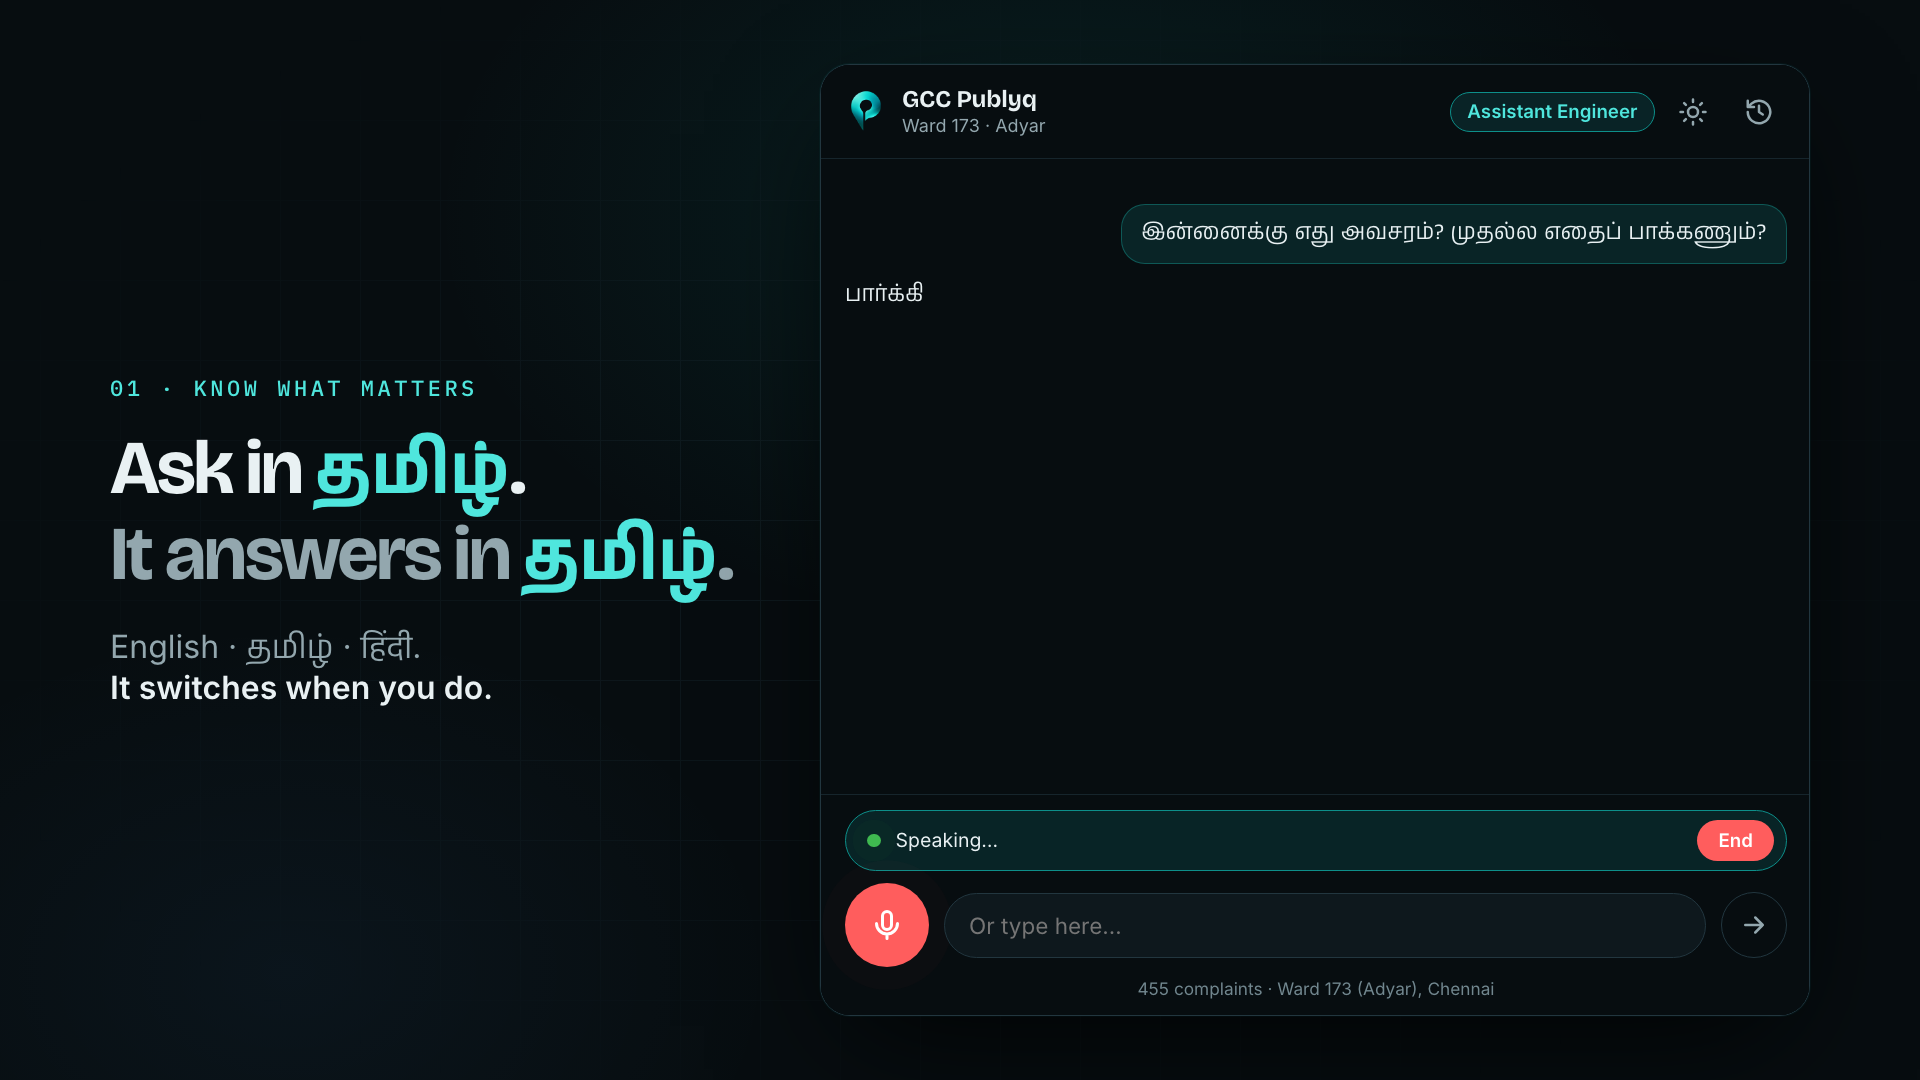 01 · KNOW WHAT MATTERS
Ask in தமிழ்.
It answers in தமிழ்.
English · தமிழ் · हिंदी.
It switches when you do.
GCC Publyq
Ward 173 · Adyar
Assistant Engineer
இன்னைக்கு எது அவசரம்? முதல்ல எதைப் பாக்கணும்?
பார்க்கி
Speaking...
End
Or type here...
455 complaints · Ward 173 (Adyar), Chennai